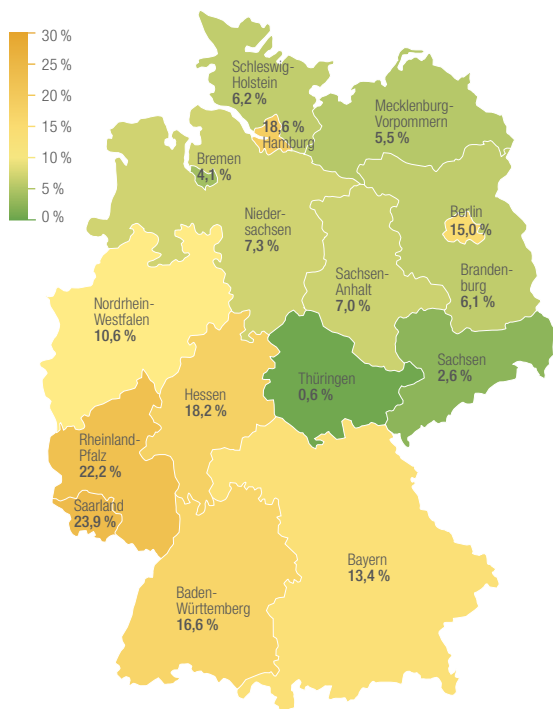 30 %
25 %
20 %
15 %
10 %
5 %
0 %
Schleswig-
Holstein
6,2 %
Mecklenburg-
Vorpommern
5,5 %
18,6 %
Hamburg
Bremen
4,1 %
Nieder-
sachsen
7,3 %
Berlin
15,0 %
Sachsen-
Anhalt
7,0 %
Branden-
burg
6,1 %
Nordrhein-
Westfalen
10,6 %
Hessen
18,2 %
Thüringen
0,6 %
Sachsen
2,6 %
Rheinland-
Pfalz
22,2 %
Saarland
23,9 %
Bayern
13,4 %
Baden-
Württemberg
16,6 %